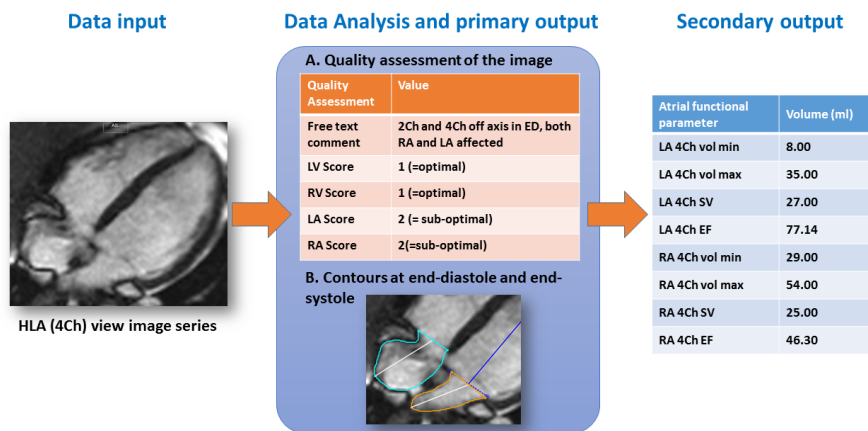 Data input
Data Analysis and primary output
Secondary output
A. Quality assessment of the image
Quality Assessment Value
Free text comment 2Ch and 4Ch off axis in ED, both RA and LA affected
LV Score 1 (=optimal)
RV Score 1 (=optimal)
LA Score 2 (= sub-optimal)
RA Score 2(=sub-optimal)
B. Contours at end-diastole and end-
systole
HLA (4Ch) view image series
Atrial functional parameter Volume (ml)
LA 4Ch vol min 8.00
LA 4Ch vol max 35.00
LA 4Ch SV 27.00
LA 4Ch EF 77.14
RA 4Ch vol min 29.00
RA 4Ch vol max 54.00
RA 4Ch SV 25.00
RA 4Ch EF 46.30